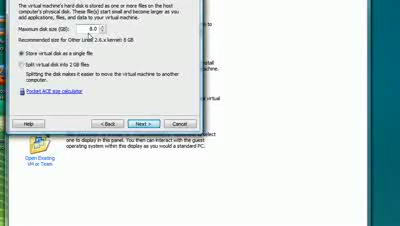 The virtual machine's hard disk is stored as one or more files on the host
computer's physical disk. These file(s) start small and become larger as you
add applications, files, and data to your virtual machine.
Maximum disk size (GB): 8.0
Recommended size for Other Linux 2.6.x kernel: 8 GB
Store virtual disk as a single file
Split virtual disk into 2 GB files
Splitting the disk makes it easier to move the virtual machine to another
computer.
Pocket ACE size calculator
Help < Back Next > Cancel
install
virtual
to select
one to display in this panel. You then can interact with the guest
operating system within this display as you would a standard PC.
Open Existing
VM or Team